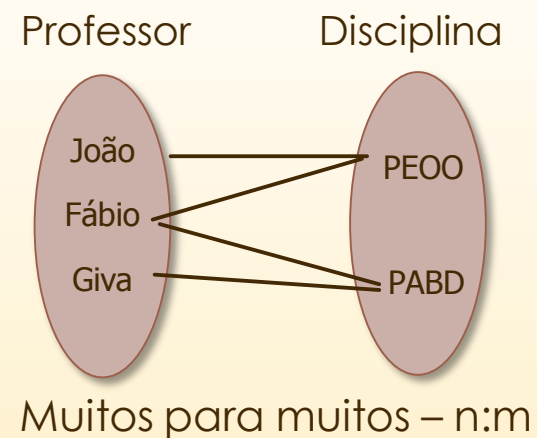 Professor
Disciplina
João
Fábio
Giva
PEOO
PABD
Muitos para muitos – n:m